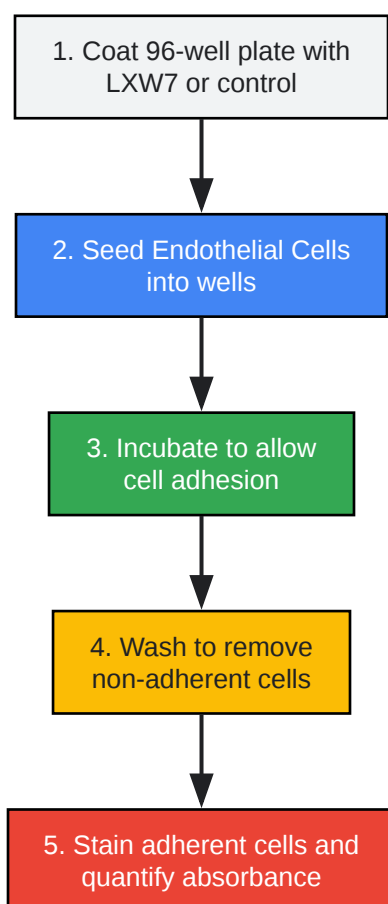 1. Coat 96-well plate with
LXW7 or control
2. Seed Endothelial Cells
into wells
3. Incubate to allow
cell adhesion
4. Wash to remove
non-adherent cells
5. Stain adherent cells and
quantify absorbance